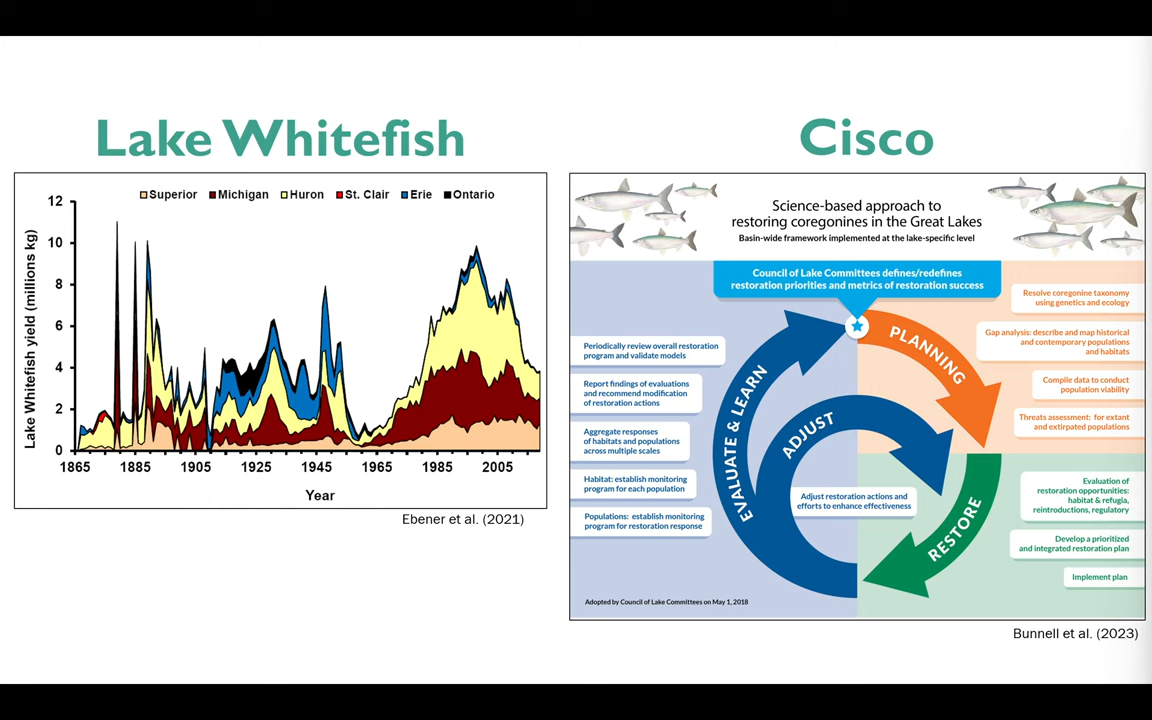 Lake Whitefish
Superior Michigan Huron St. Clair Erie Ontario
Lake Whitefish yield (millions kg)
12
10
8
6
4
2
0
1865 1885 1905 1925 1945 1965 1985 2005
Year
Ebener et al. (2021)
Cisco
Science-based approach to
restoring coregonines in the Great Lakes
Basin-wide framework implemented at the lake-specific level
Council of Lake Committees defines/redefines
restoration priorities and metrics of restoration success
PLANNING
Resolve coregonine taxonomy
using genetics and ecology
Gap analysis: describe and map historical
and contemporary populations
and habitats
Compile data to conduct
population viability
Threats assessment: for extant
and extirpated populations
RESTORE
Evaluation of
restoration opportunities:
habitat & refugia,
reintroductions, regulatory
Develop a prioritized
and integrated restoration plan
Implement plan
EVALUATE & LEARN
Periodically review overall restoration
program and validate models
Report findings of evaluations
and recommend modification
of restoration actions
Aggregate responses
of habitats and populations
across multiple scales
Habitat: establish monitoring
program for each population
Populations: establish monitoring
program for restoration response
ADJUST
Adjust restoration actions and
efforts to enhance effectiveness
Adopted by Council of Lake Committees on May 1, 2018
Bunnell et al. (2023)